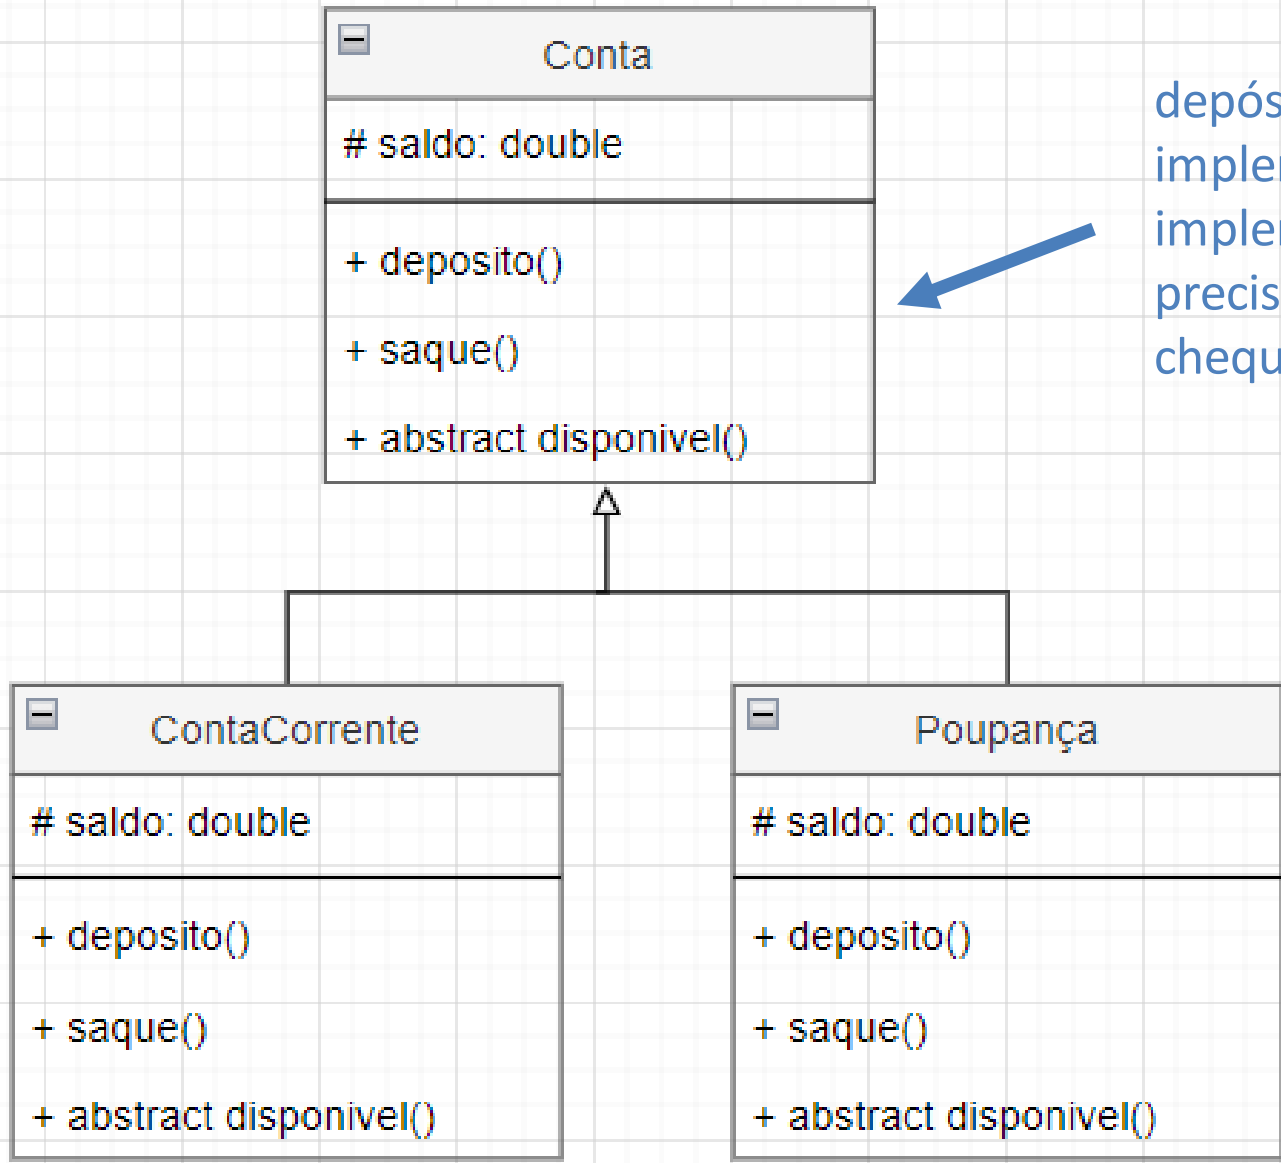 Conta
# saldo: double
+ deposito()
+ saque()
+ abstract disponivel()
ContaCorrente
# saldo: double
+ deposito()
+ saque()
+ abstract disponivel()
Poupança
# saldo: double
+ deposito()
+ saque()
+ abstract disponivel()